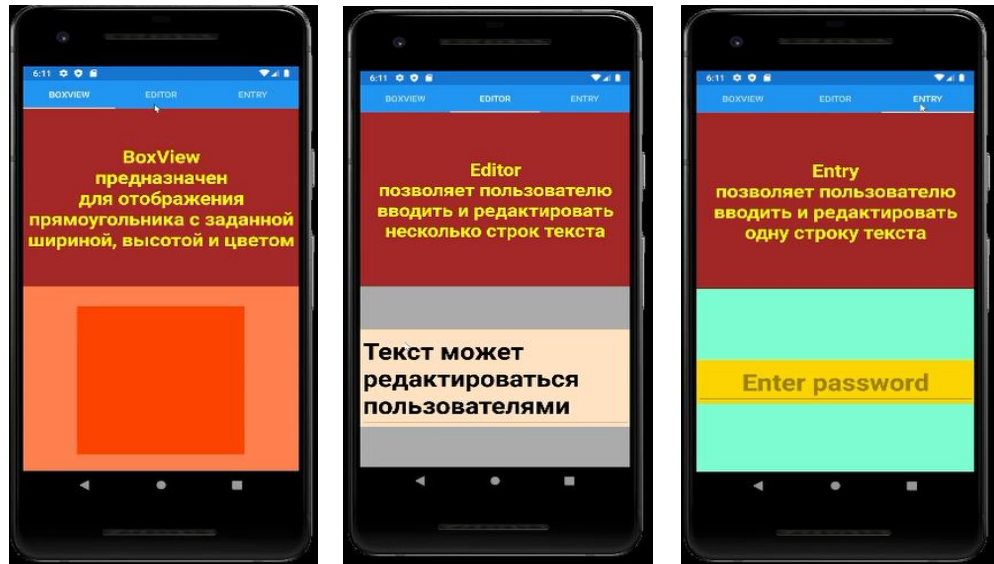 6:11
BOXVIEW EDITOR ENTRY
BoxView
предназначен
для отображения
прямоугольника с заданной
шириной, высотой и цветом
6:11
BOXVIEW EDITOR ENTRY
Editor
позволяет пользователю
вводить и редактировать
несколько строк текста
Текст может
редактироваться
пользователями
6:11
BOXVIEW EDITOR ENTRY
Entry
позволяет пользователю
вводить и редактировать
одну строку текста
Enter password